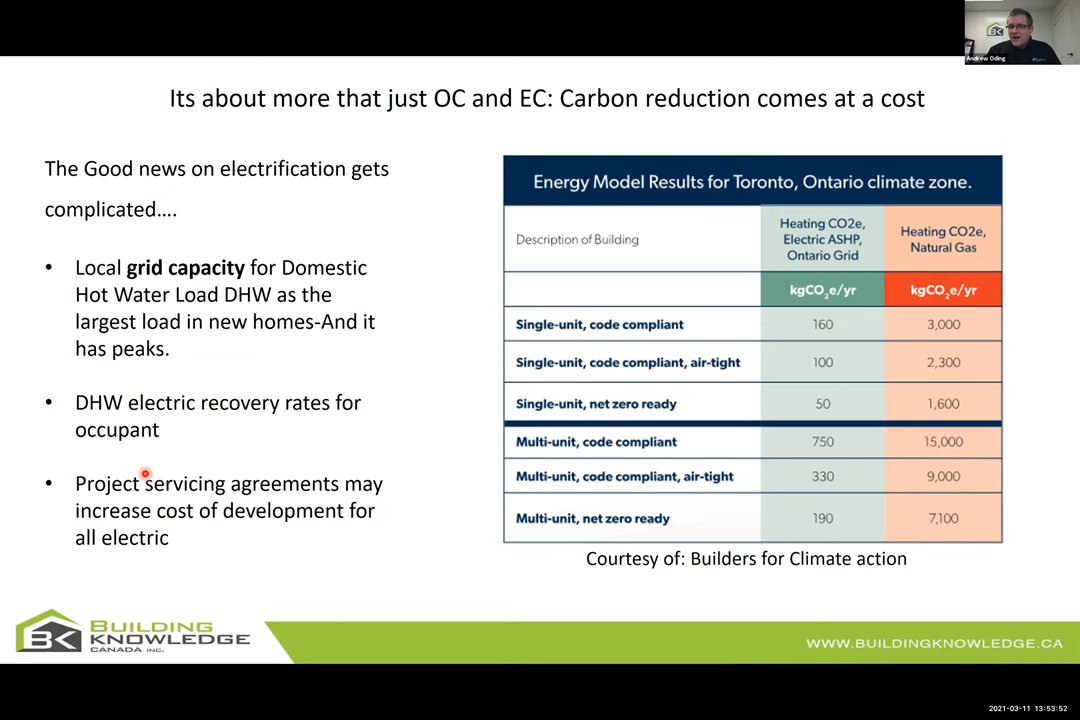 BK
Andrew Oding
Its about more that just OC and EC: Carbon reduction comes at a cost
The Good news on electrification gets
complicated….
• Local grid capacity for Domestic
Hot Water Load DHW as the
largest load in new homes-And it
has peaks.
• DHW electric recovery rates for
occupant
• Project servicing agreements may
increase cost of development for
all electric
Energy Model Results for Toronto, Ontario climate zone.
Description of Building
Heating CO2e,
Electric ASHP,
Ontario Grid
Heating CO2e,
Natural Gas
kgCO₂e/yr kgCO₂e/yr
Single-unit, code compliant 160 3,000
Single-unit, code compliant, air-tight 100 2,300
Single-unit, net zero ready 50 1,600
Multi-unit, code compliant 750 15,000
Multi-unit, code compliant, air-tight 330 9,000
Multi-unit, net zero ready 190 7,100
Courtesy of: Builders for Climate action
BK
BUILDING
KNOWLEDGE
CANADA INC.
WWW.BUILDINGKNOWLEDGE.CA
2021-03-11 13:53:52